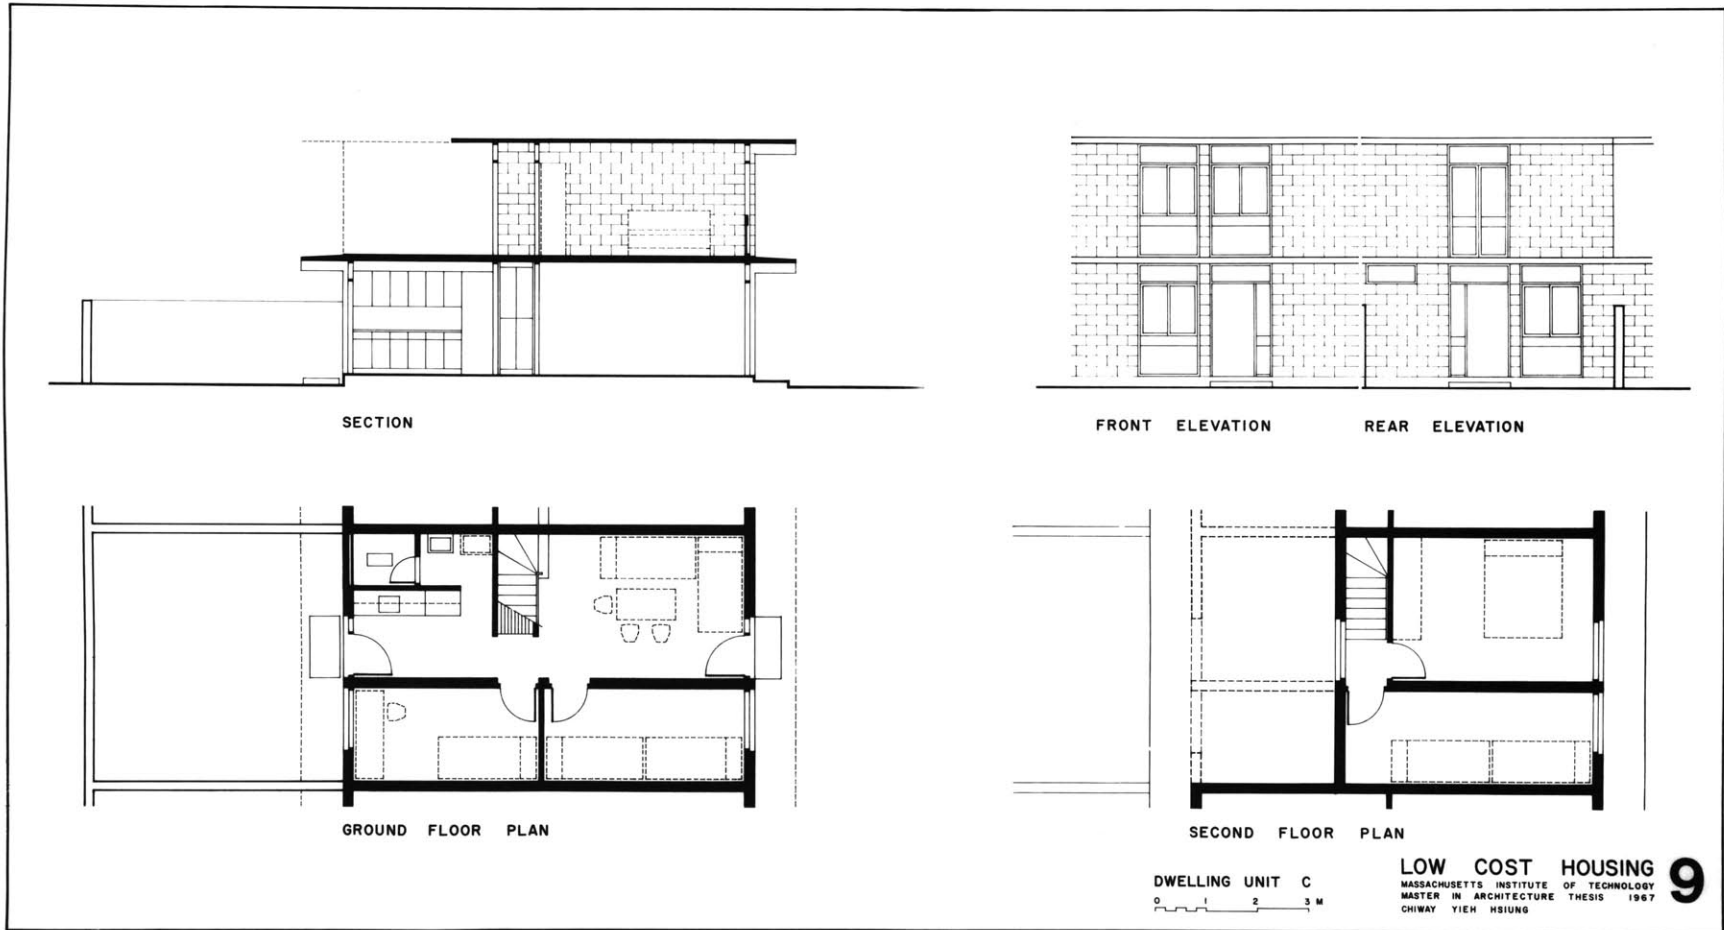 SECTION
FRONT ELEVATION
REAR ELEVATION
GROUND FLOOR PLAN
SECOND FLOOR PLAN
DWELLING UNIT C
0 1 2 3 M
LOW COST HOUSING 9
MASSACHUSETTS INSTITUTE OF TECHNOLOGY
MASTER IN ARCHITECTURE THESIS 1967
CHIWAY YIEH HSIUNG